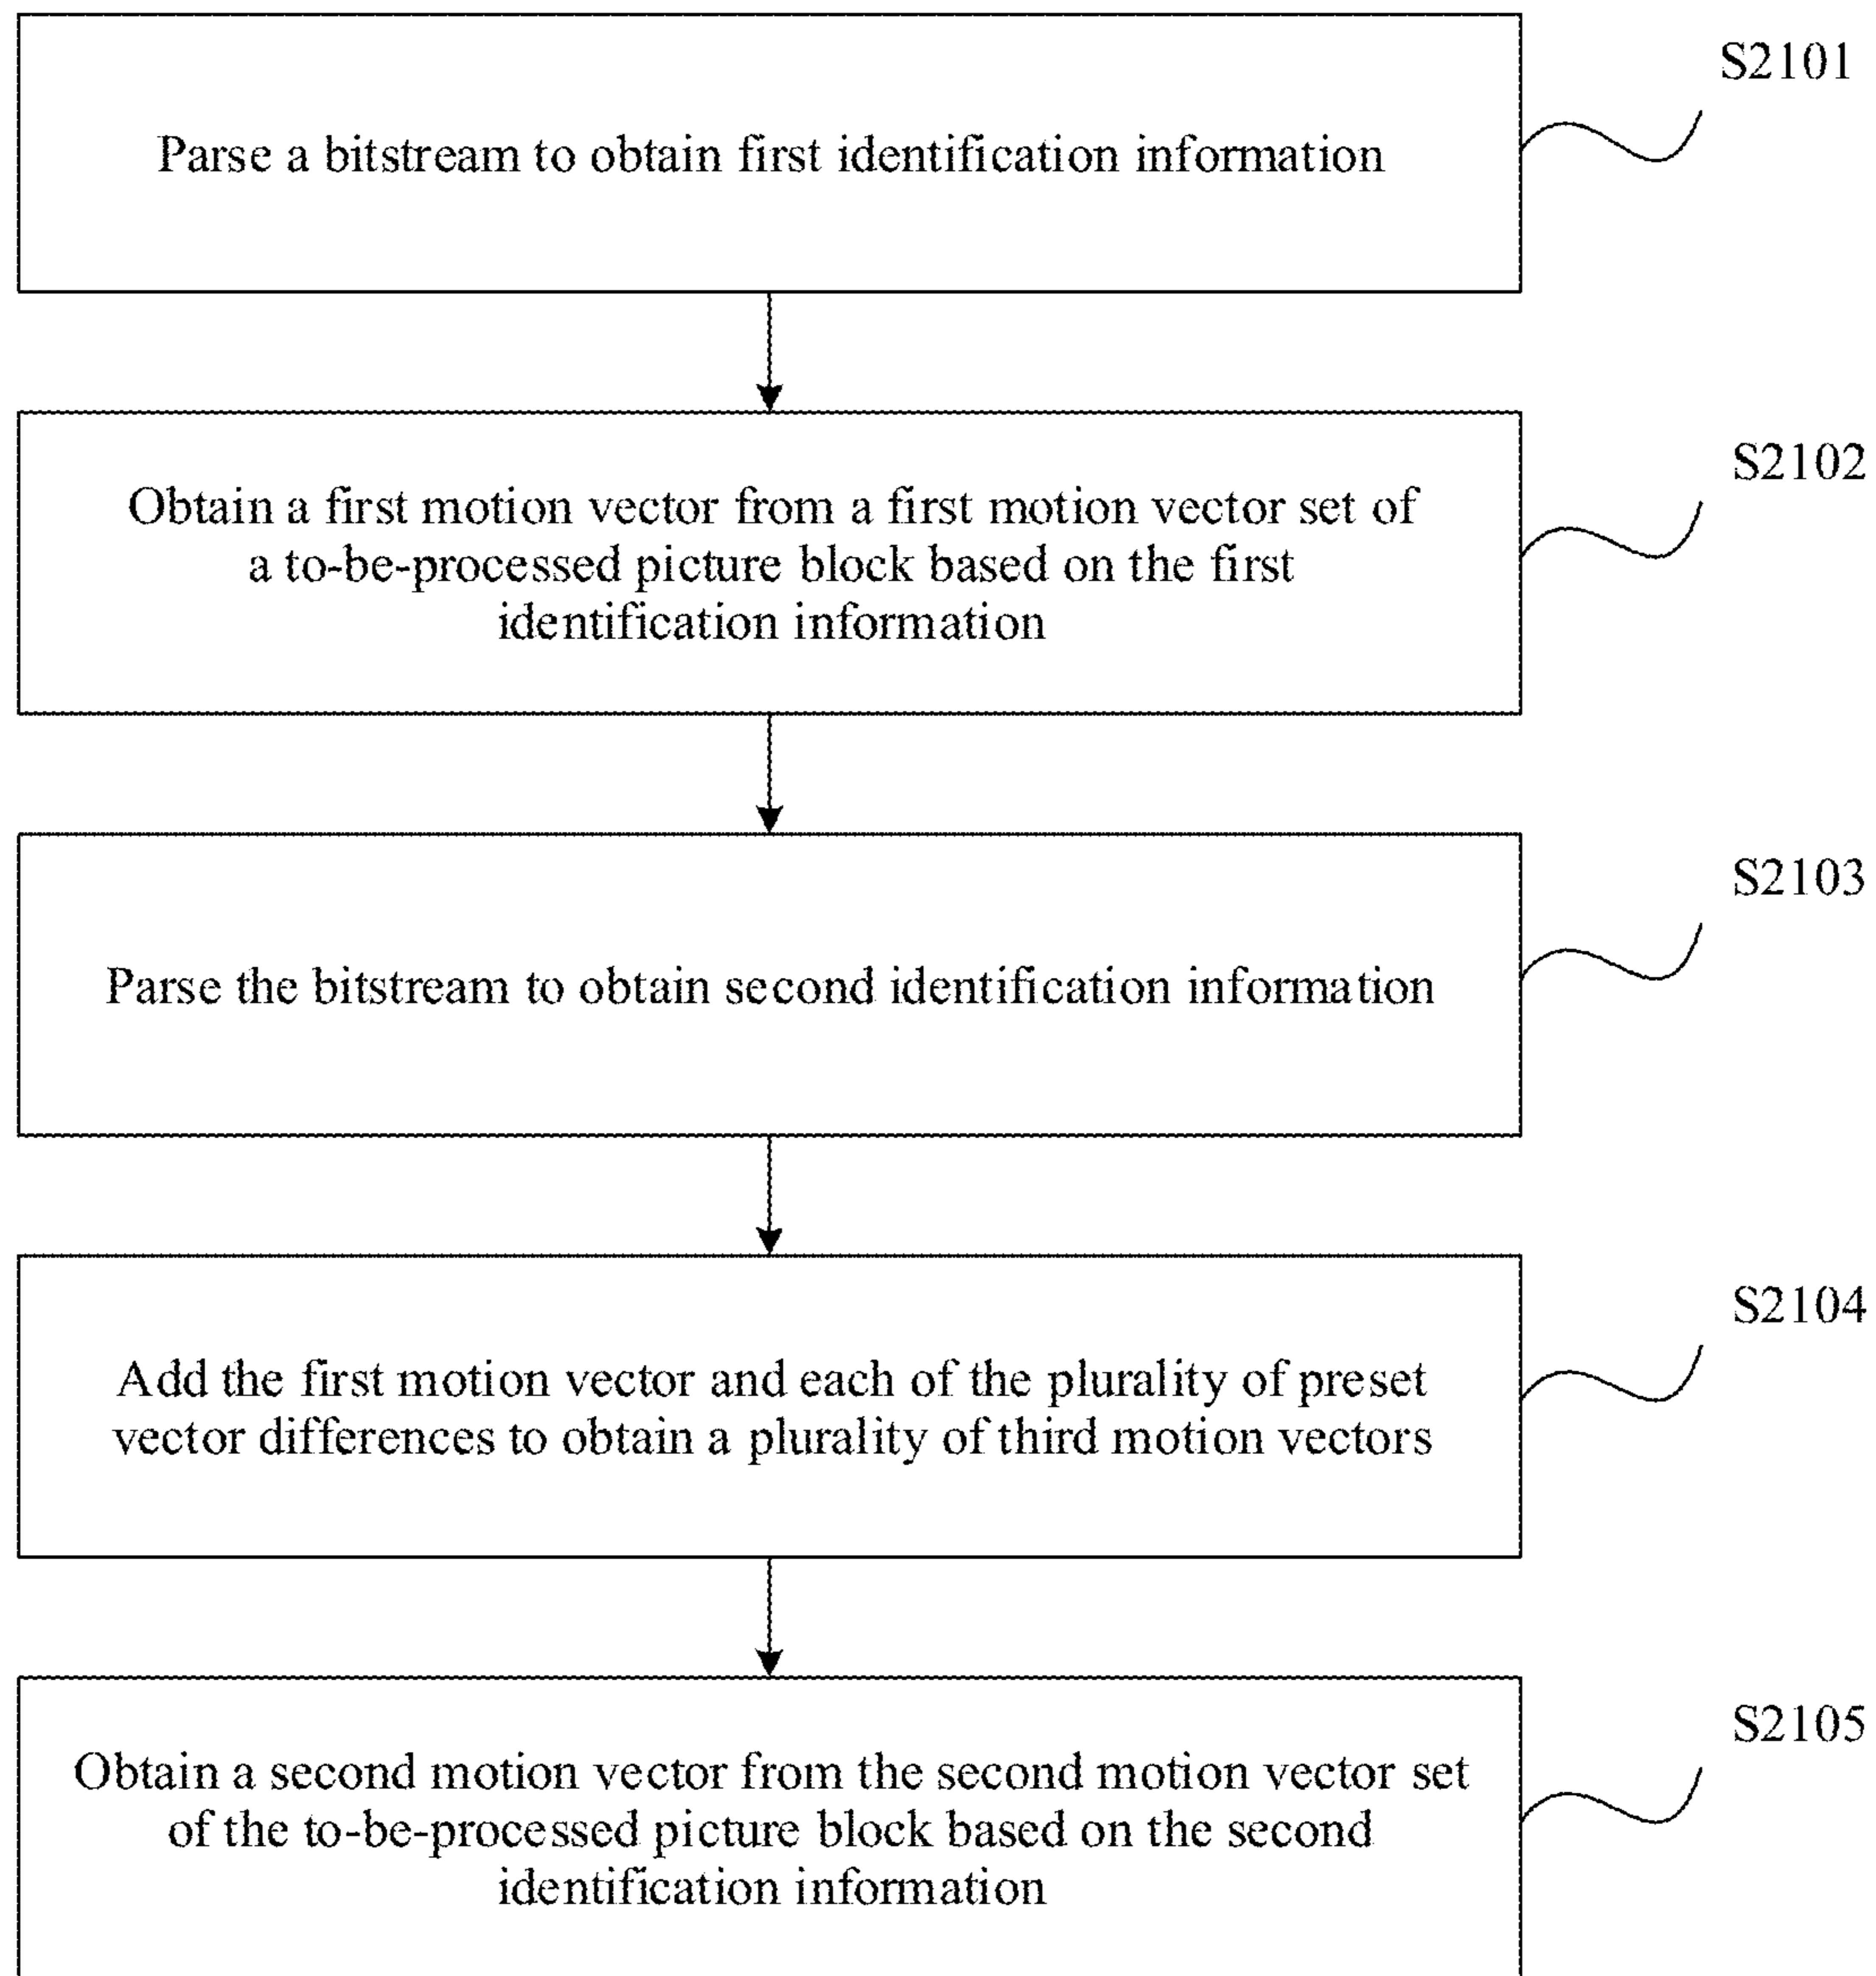 S2101
Parse a bitstream to obtain first identification information
S2102
Obtain a first motion vector from a first motion vector set of
a to-be-processed picture block based on the first
identification information
S2103
Parse the bitstream to obtain second identification information
S2104
Add the first motion vector and each of the plurality of preset
vector differences to obtain a plurality of third motion vectors
S2105
Obtain a second motion vector from the second motion vector set
of the to-be-processed picture block based on the second
identification information